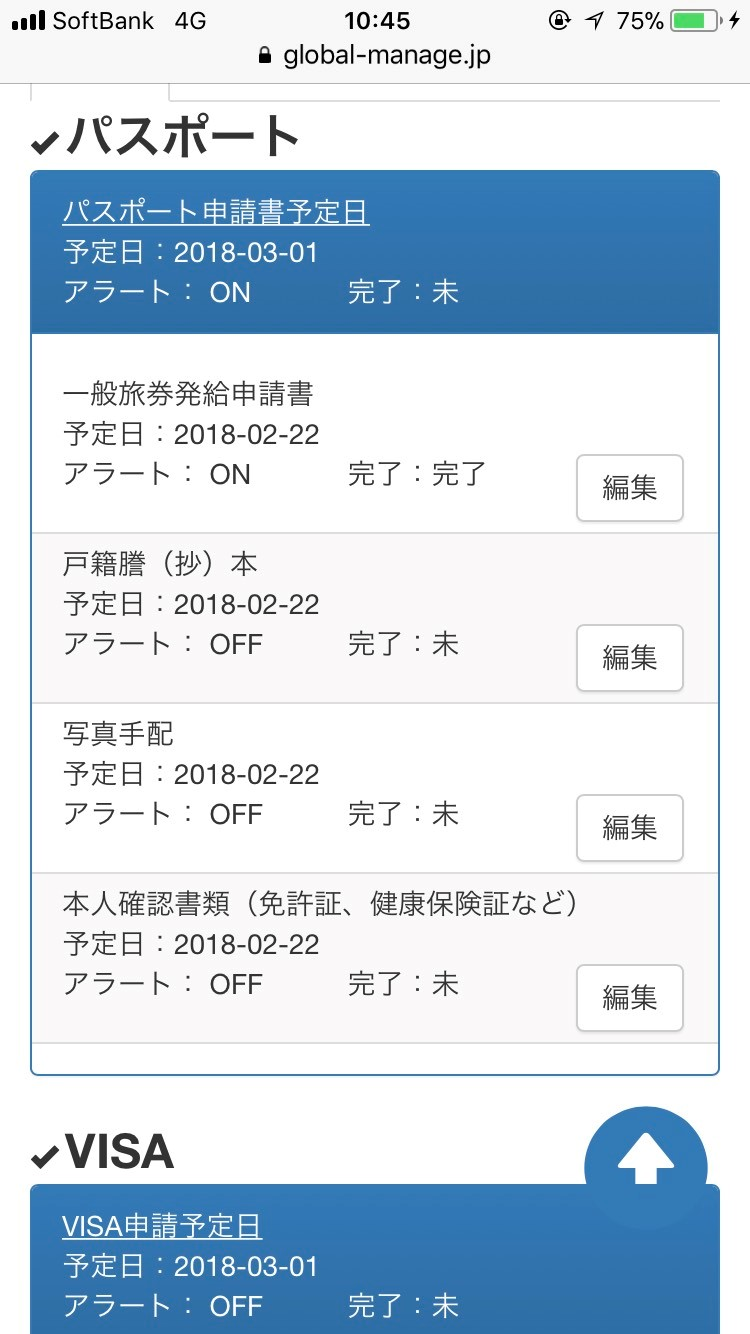 SoftBank 4G 10:45 75%
global-manage.jp
パスポート
パスポート申請書予定日
予定日：2018-03-01
アラート： ON 完了：未
一般旅券発給申請書
予定日：2018-02-22
アラート： ON 完了：完了
編集
戸籍謄（抄）本
予定日：2018-02-22
アラート： OFF 完了：未
編集
写真手配
予定日：2018-02-22
アラート： OFF 完了：未
編集
本人確認書類（免許証、健康保険証など）
予定日：2018-02-22
アラート： OFF 完了：未
編集
VISA
VISA申請予定日
予定日：2018-03-01
アラート： OFF 完了：未